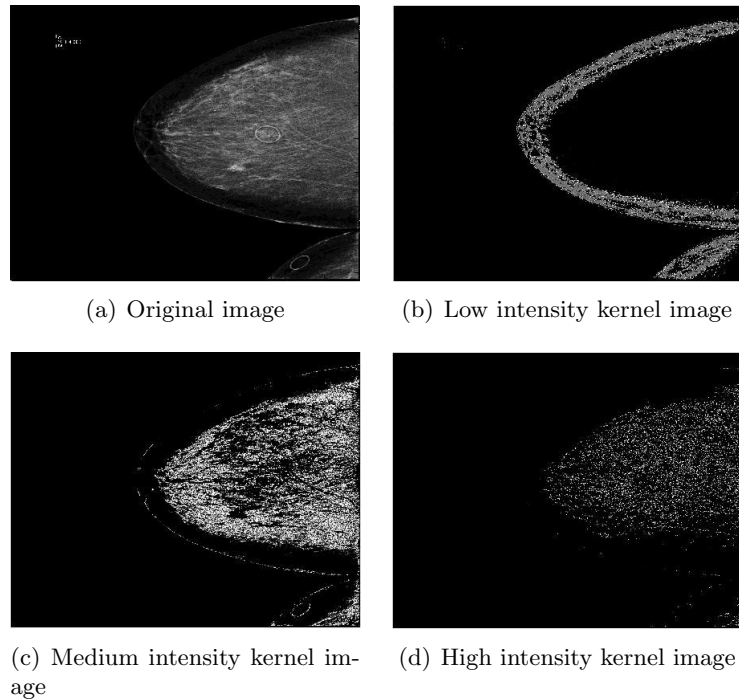 (a) Original image
(b) Low intensity kernel image
(c) Medium intensity kernel im-
age
(d) High intensity kernel image